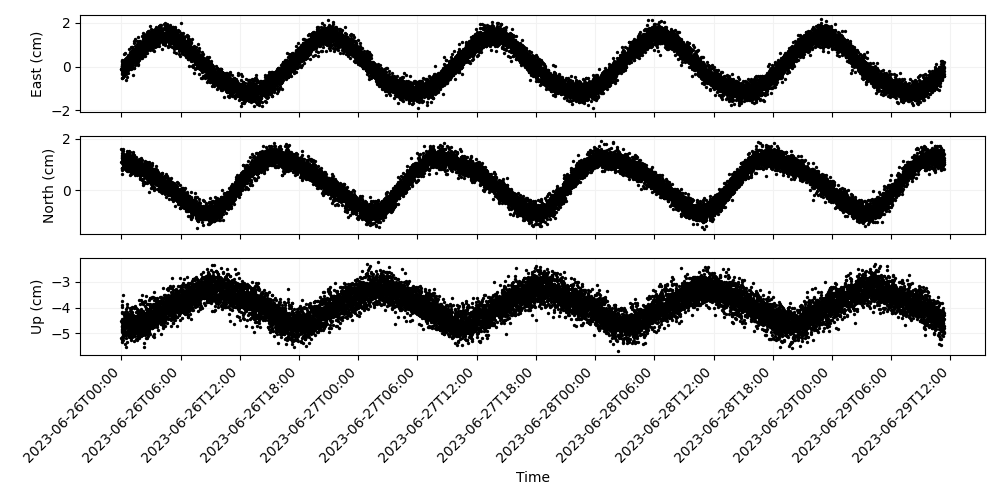 East (cm)
2
0
−2
North (cm)
2
0
Up (cm)
−3
−4
−5
2023-06-26T00:00
2023-06-26T06:00
2023-06-26T12:00
2023-06-26T18:00
2023-06-27T00:00
2023-06-27T06:00
2023-06-27T12:00
2023-06-27T18:00
2023-06-28T00:00
2023-06-28T06:00
2023-06-28T12:00
2023-06-28T18:00
2023-06-29T00:00
2023-06-29T06:00
2023-06-29T12:00
Time